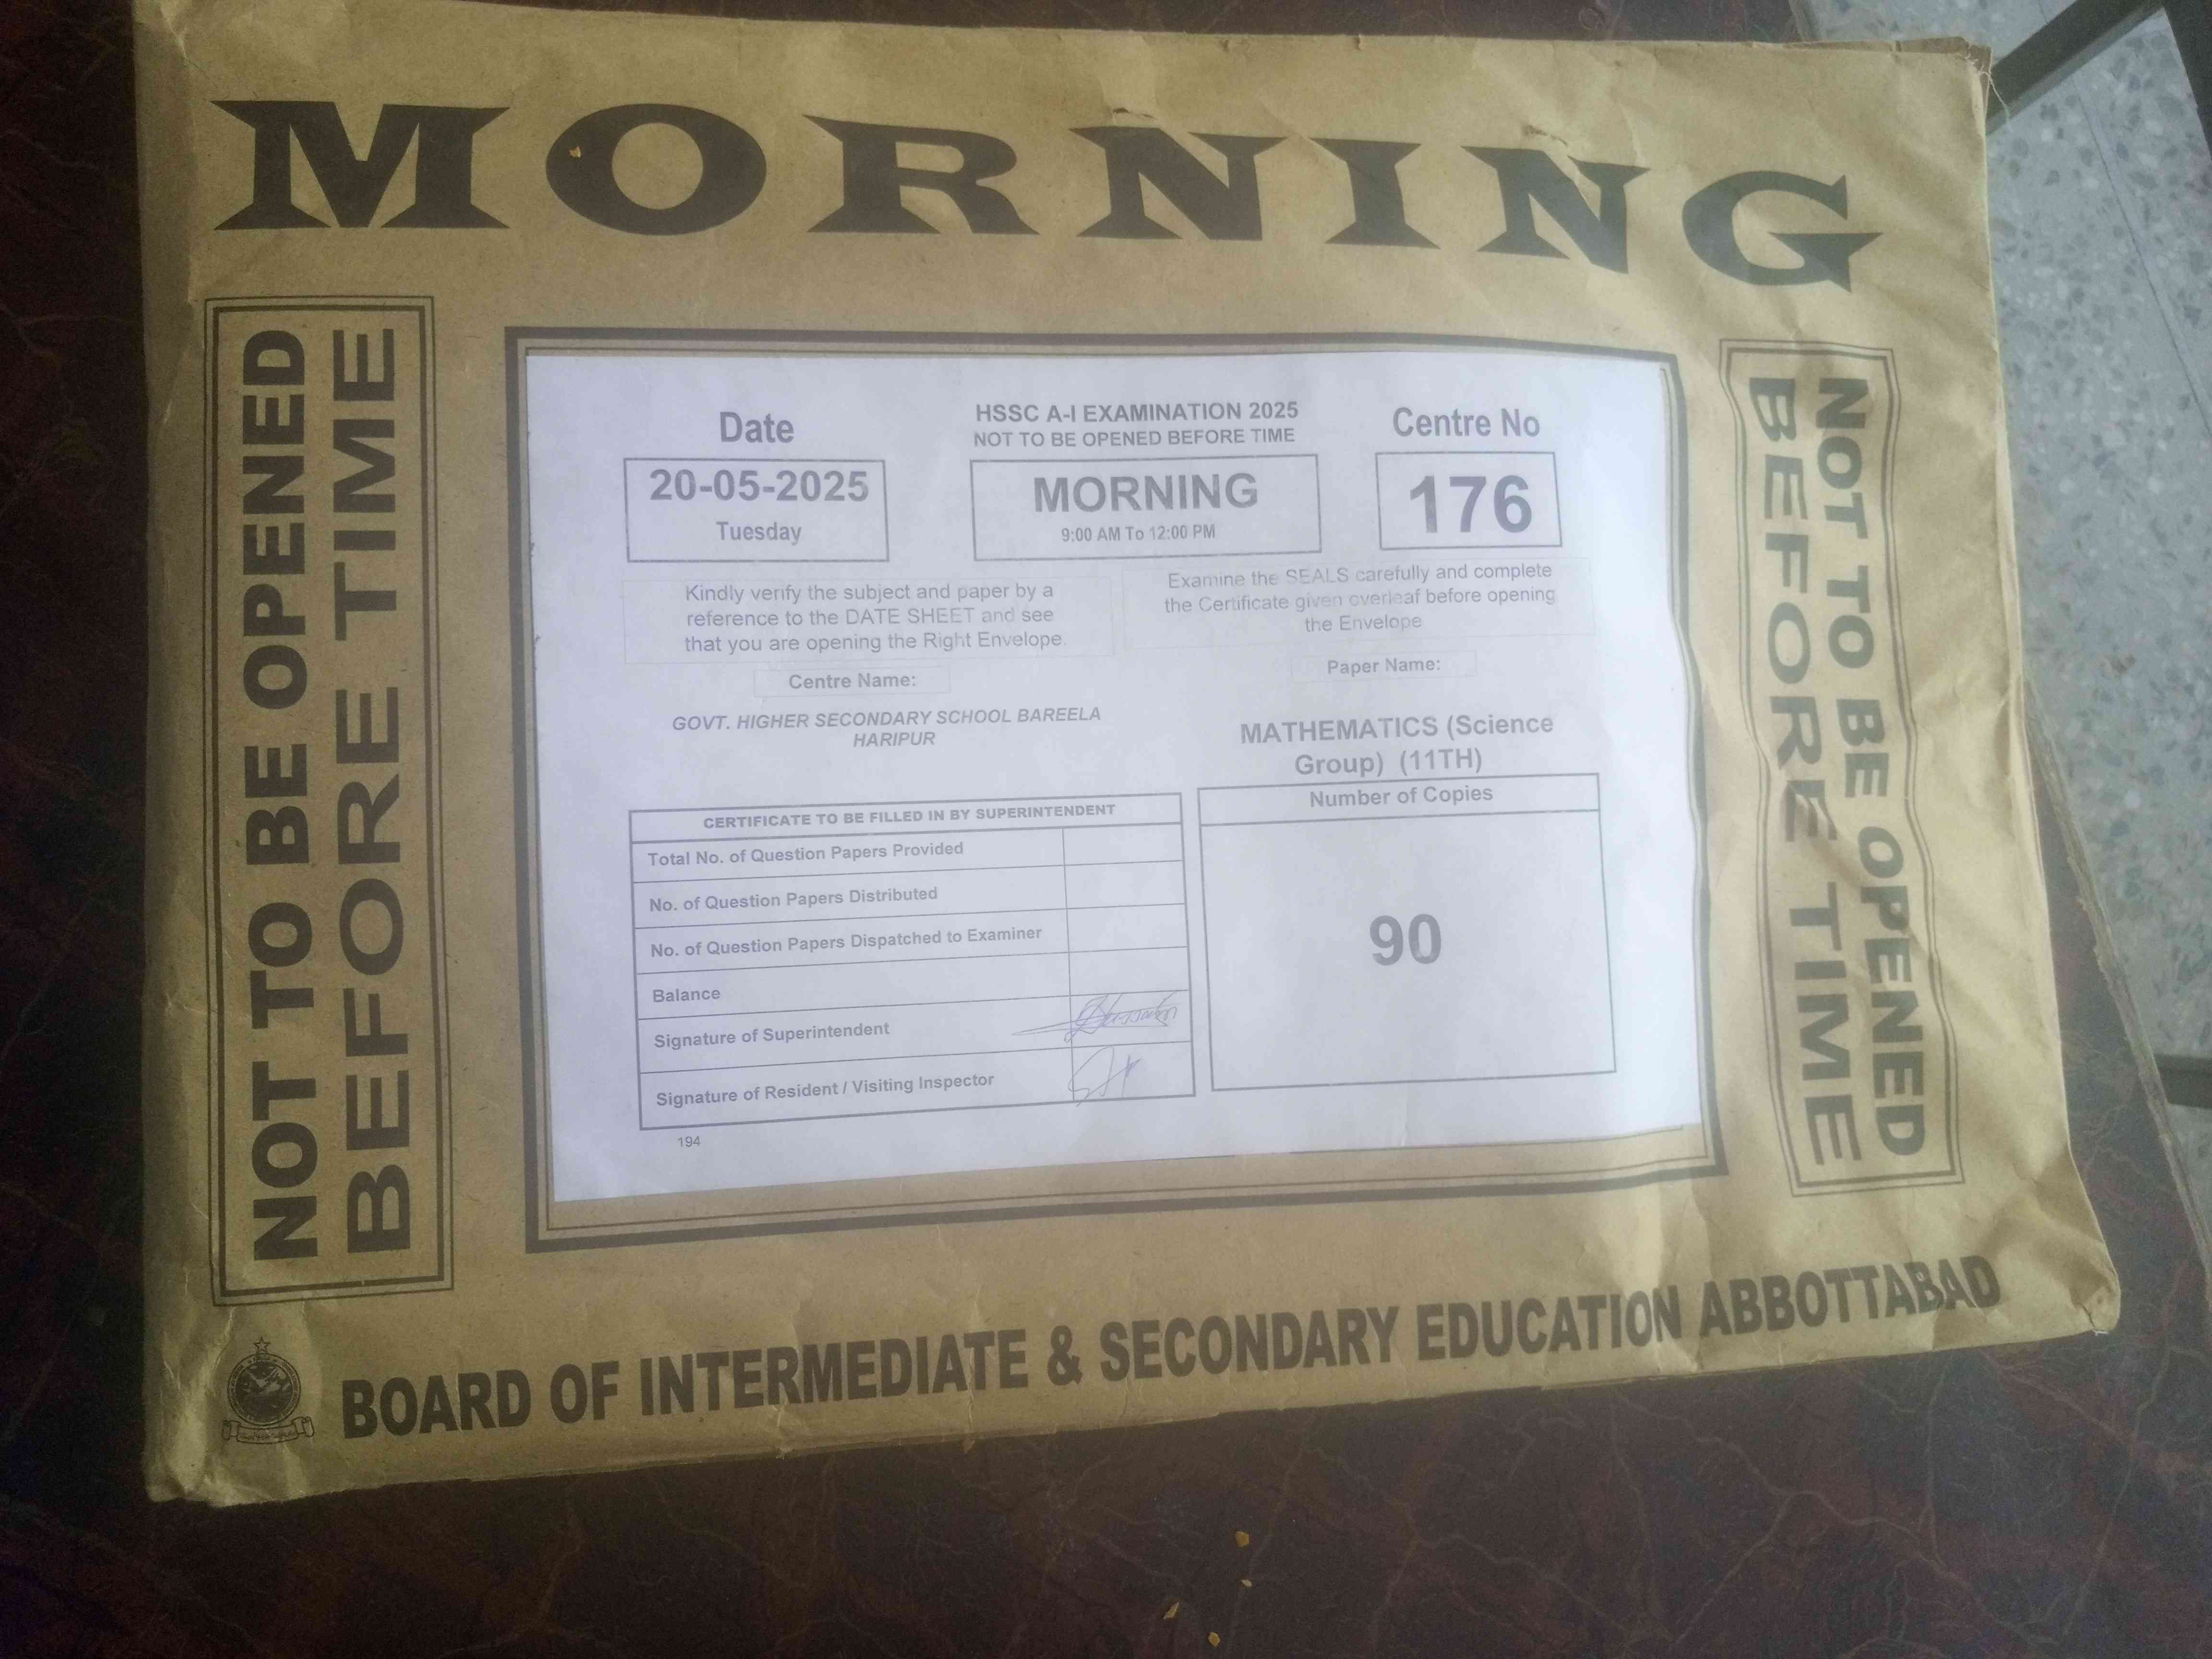 MORNING
NOT TO BE OPENED
BEFORE TIME
Date
20-05-2025
Tuesday
HSSC A-I EXAMINATION 2025
NOT TO BE OPENED BEFORE TIME
MORNING
9:00 AM To 12:00 PM
Centre No
176
Kindly verify the subject and paper by a
reference to the DATE SHEET and see
that you are opening the Right Envelope.
Examine the SEALS carefully and complete
the Certificate given overleaf before opening
the Envelope
Centre Name:
GOVT. HIGHER SECONDARY SCHOOL BAREELA
HARIPUR
Paper Name:
MATHEMATICS (Science
Group) (11TH)
CERTIFICATE TO BE FILLED IN BY SUPERINTENDENT
Total No. of Question Papers Provided
No. of Question Papers Distributed
No. of Question Papers Dispatched to Examiner
Balance
Signature of Superintendent
Signature of Resident / Visiting Inspector
194
Number of Copies
90
NOT TO BE OPENED
BEFORE TIME
BOARD OF INTERMEDIATE & SECONDARY EDUCATION ABBOTTABAD